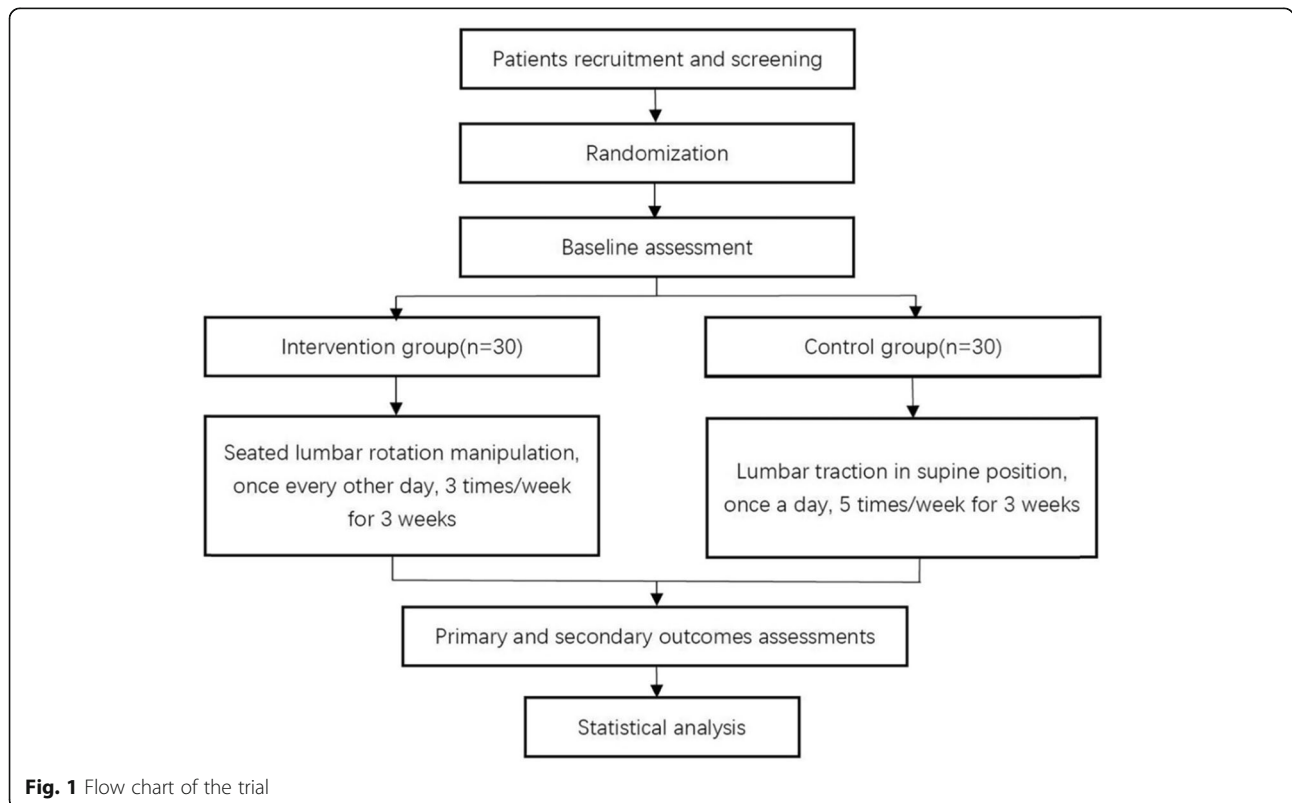 Patients recruitment and screening
Randomization
Baseline assessment
Intervention group(n=30)
Control group(n=30)
Seated lumbar rotation manipulation,
once every other day, 3 times/week
for 3 weeks
Lumbar traction in supine position,
once a day, 5 times/week for 3 weeks
Primary and secondary outcomes assessments
Statistical analysis
Fig. 1 Flow chart of the trial